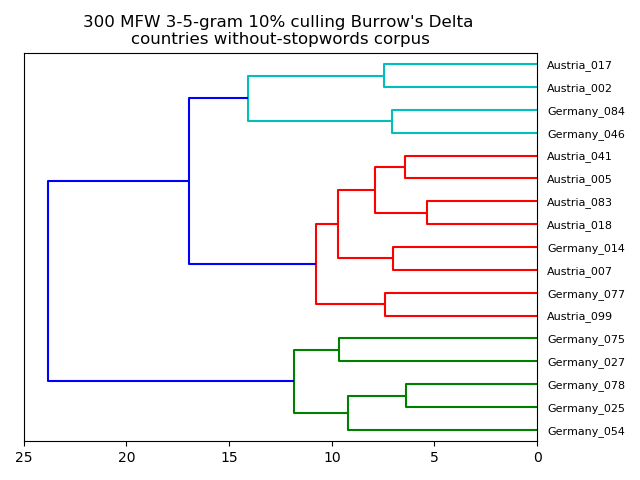 300 MFW 3-5-gram 10% culling Burrow's Delta
countries without-stopwords corpus
Austria_017
Austria_002
Germany_084
Germany_046
Austria_041
Austria_005
Austria_083
Austria_018
Germany_014
Austria_007
Germany_077
Austria_099
Germany_075
Germany_027
Germany_078
Germany_025
Germany_054
25 20 15 10 5 0